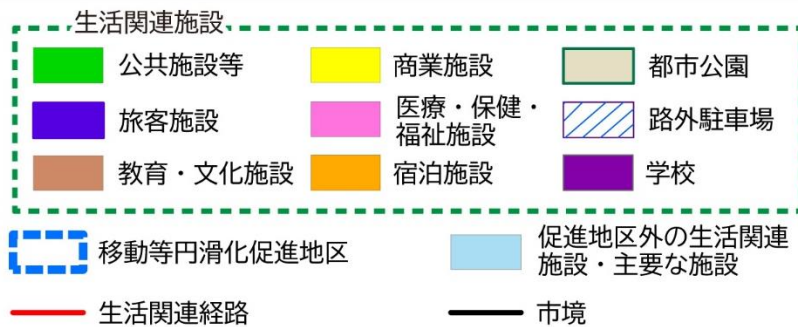 生活関連施設
公共施設等
商業施設
都市公園
旅客施設
医療・保健・
福祉施設
路外駐車場
教育・文化施設
宿泊施設
学校
移動等円滑化促進地区
促進地区外の生活関連
施設・主要な施設
生活関連経路
市境